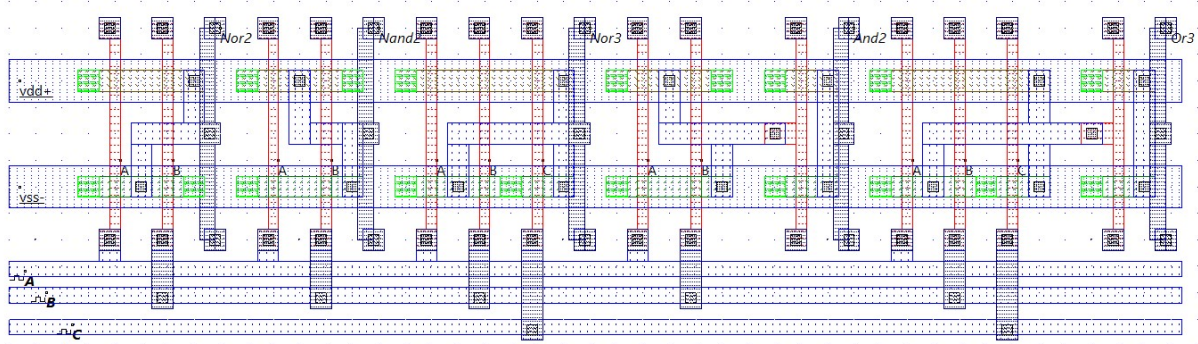 Nor2
Nand2
Nor3
And2
Or3
vdd+
A B A B A B C A B A B C
vss-
A
B
C